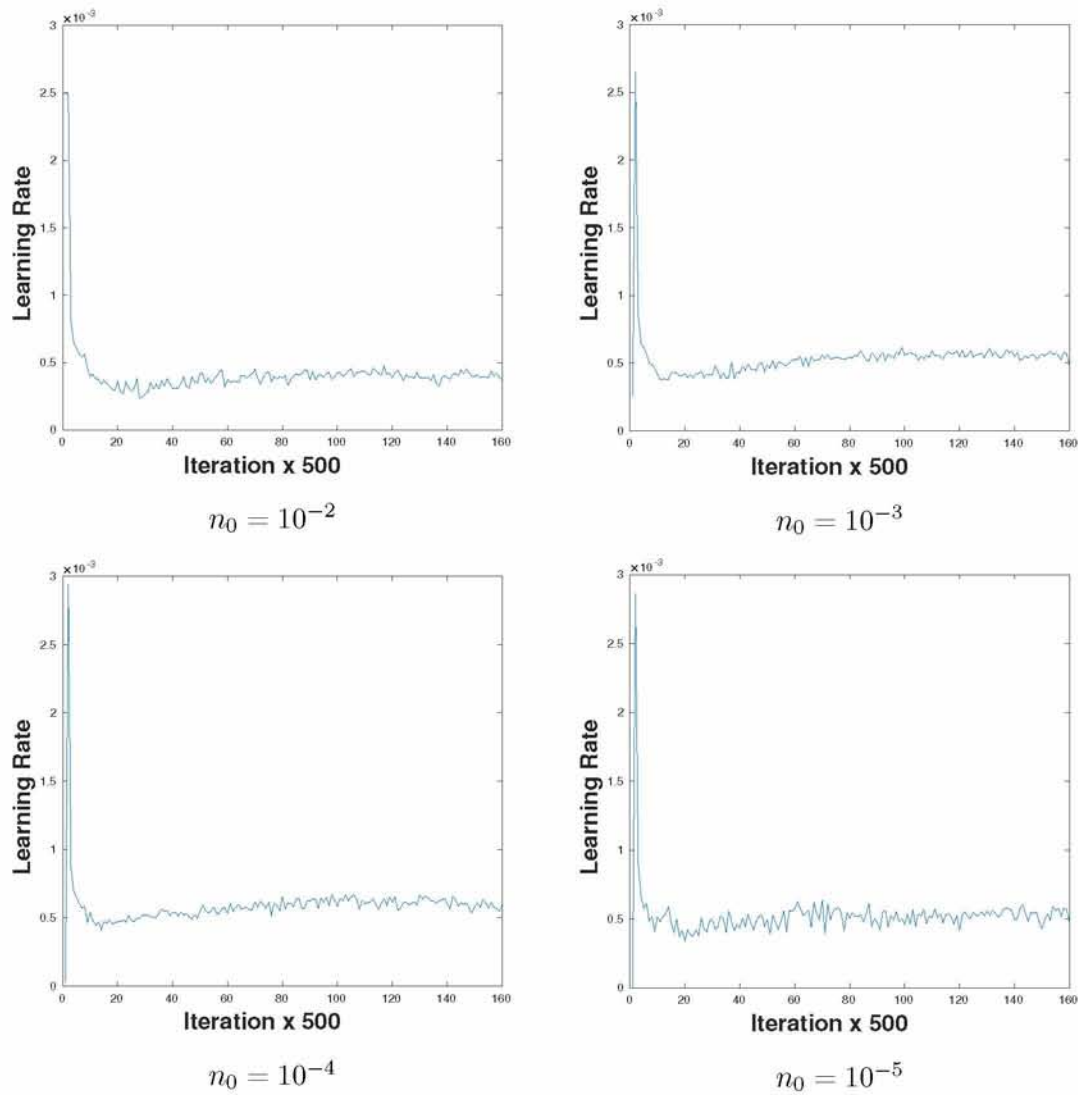 ×10⁻³
3
2.5
2
1.5
1
0.5
0
Learning Rate
0 20 40 60 80 100 120 140 160
Iteration x 500
n₀ = 10⁻²
×10⁻³
3
2.5
2
1.5
1
0.5
0
Learning Rate
0 20 40 60 80 100 120 140 160
Iteration x 500
n₀ = 10⁻³
×10⁻³
3
2.5
2
1.5
1
0.5
0
Learning Rate
0 20 40 60 80 100 120 140 160
Iteration x 500
n₀ = 10⁻⁴
×10⁻³
3
2.5
2
1.5
1
0.5
0
Learning Rate
0 20 40 60 80 100 120 140 160
Iteration x 500
n₀ = 10⁻⁵